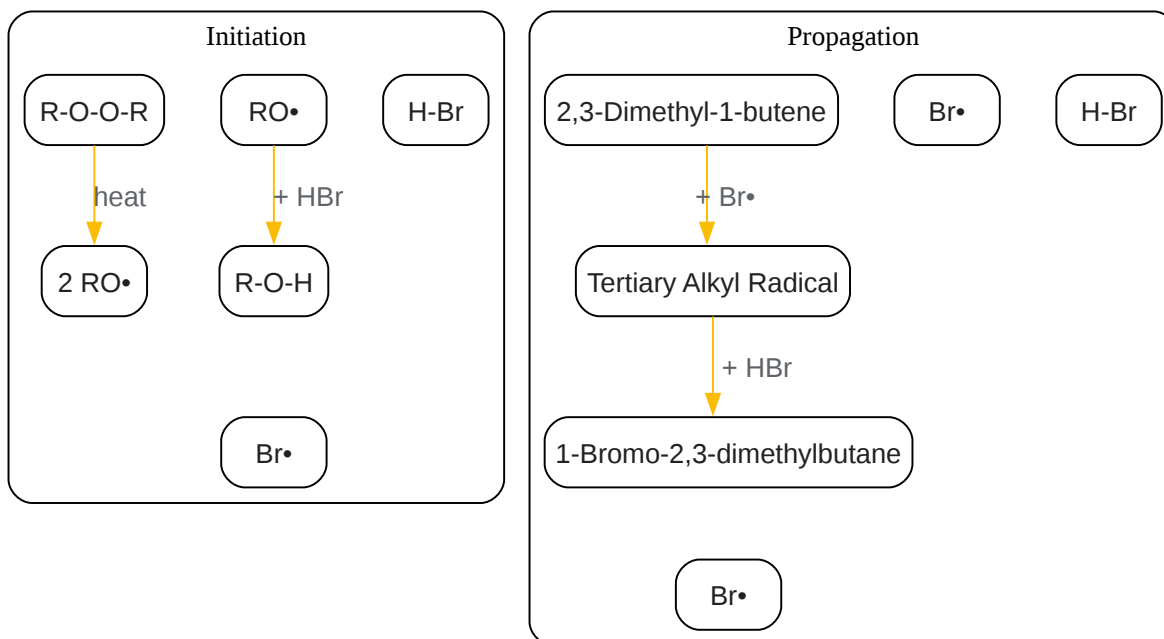 Initiation
R-O-O-R
RO•
H-Br
heat
+ HBr
2 RO•
R-O-H
Br•
Propagation
2,3-Dimethyl-1-butene
Br•
H-Br
+ Br•
Tertiary Alkyl Radical
+ HBr
1-Bromo-2,3-dimethylbutane
Br•